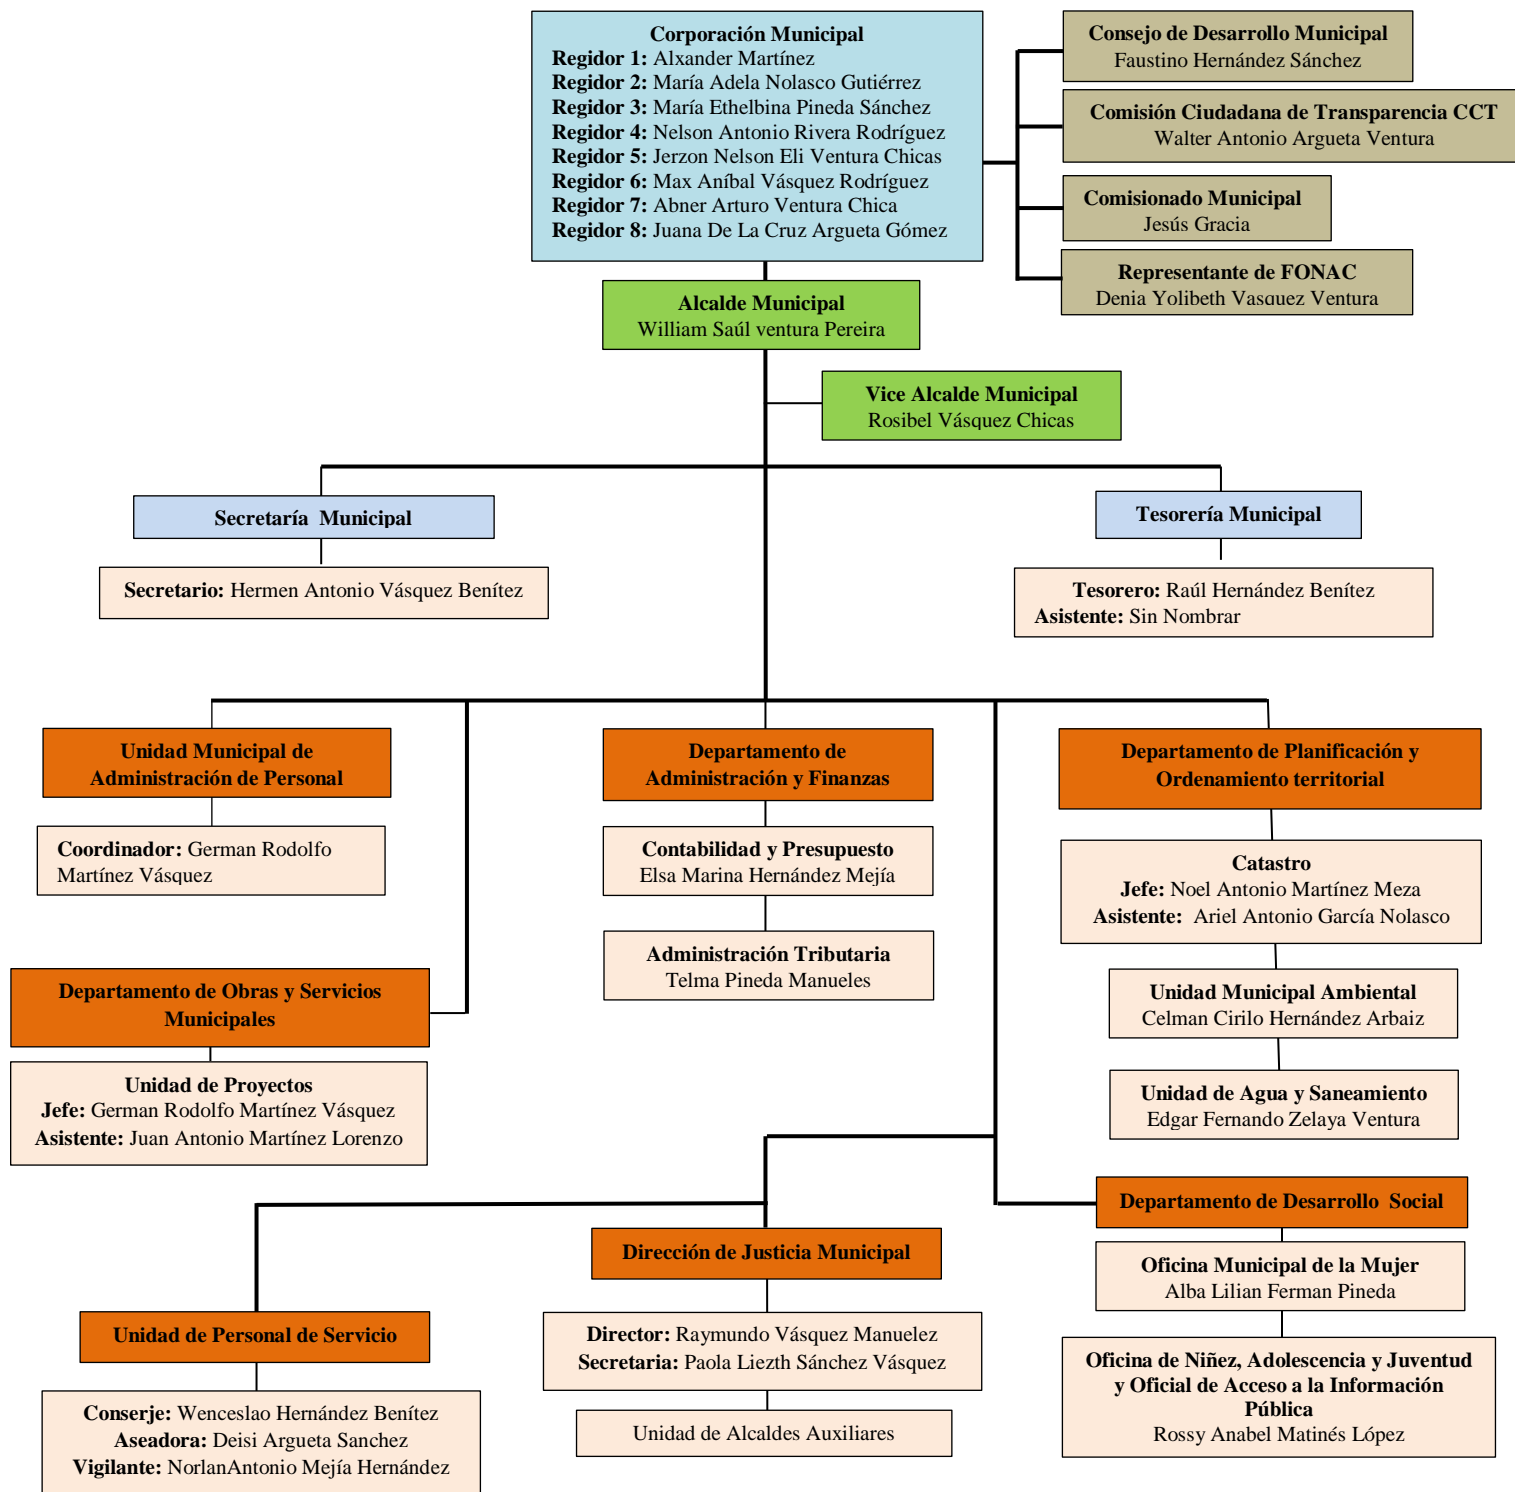 Corporación Municipal
Regidor 1: Alxander Martínez
Regidor 2: María Adela Nolasco Gutiérrez
Regidor 3: María Ethelbina Pineda Sánchez
Regidor 4: Nelson Antonio Rivera Rodríguez
Regidor 5: Jerzon Nelson Eli Ventura Chicas
Regidor 6: Max Aníbal Vásquez Rodríguez
Regidor 7: Abner Arturo Ventura Chica
Regidor 8: Juana De La Cruz Argueta Gómez
Consejo de Desarrollo Municipal
Faustino Hernández Sánchez
Comisión Ciudadana de Transparencia CCT
Walter Antonio Argueta Ventura
Comisionado Municipal
Jesús Gracia
Representante de FONAC
Denia Yolibeth Vasquez Ventura
Alcalde Municipal
William Saúl ventura Pereira
Vice Alcalde Municipal
Rosibel Vásquez Chicas
Secretaría Municipal
Secretario: Hermen Antonio Vásquez Benítez
Tesorería Municipal
Tesorero: Raúl Hernández Benítez
Asistente: Sin Nombrar
Unidad Municipal de
Administración de Personal
Coordinador: German Rodolfo
Martínez Vásquez
Departamento de
Administración y Finanzas
Contabilidad y Presupuesto
Elsa Marina Hernández Mejía
Administración Tributaria
Telma Pineda Manueles
Departamento de Planificación y
Ordenamiento territorial
Catastro
Jefe: Noel Antonio Martínez Meza
Asistente: Ariel Antonio García Nolasco
Unidad Municipal Ambiental
Celman Cirilo Hernández Arbaiz
Unidad de Agua y Saneamiento
Edgar Fernando Zelaya Ventura
Departamento de Obras y Servicios
Municipales
Unidad de Proyectos
Jefe: German Rodolfo Martínez Vásquez
Asistente: Juan Antonio Martínez Lorenzo
Departamento de Desarrollo Social
Oficina Municipal de la Mujer
Alba Lilian Ferman Pineda
Oficina de Niñez, Adolescencia y Juventud
y Oficial de Acceso a la Información
Pública
Rossy Anabel Matinés López
Dirección de Justicia Municipal
Director: Raymundo Vásquez Manuelez
Secretaria: Paola Liezth Sánchez Vásquez
Unidad de Alcaldes Auxiliares
Unidad de Personal de Servicio
Conserje: Wenceslao Hernández Benítez
Aseadora: Deisi Argueta Sanchez
Vigilante: NorlanAntonio Mejía Hernández